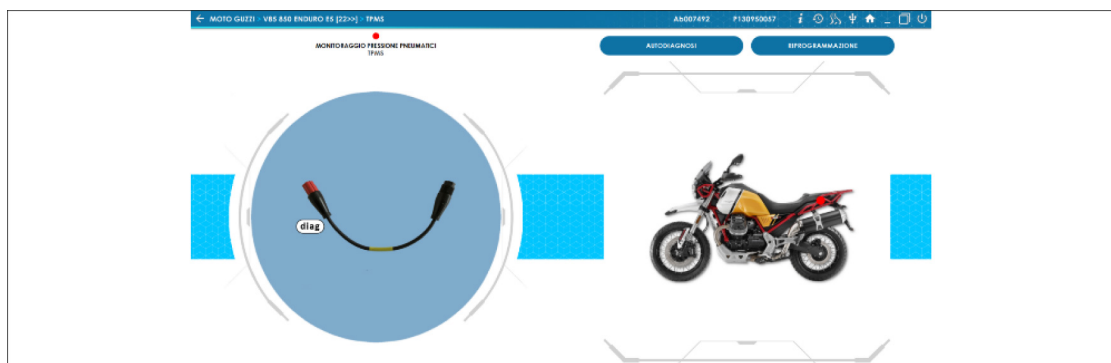 MOTO GUZZI > V85 850 ENDURO E5 [22>>] > TPMS
Ab007492
P130950057
MONITORAGGIO PRESSIONE PNEUMATICI
TPMS
AUTODIAGNOSI
RIPROGRAMMAZIONE
diag